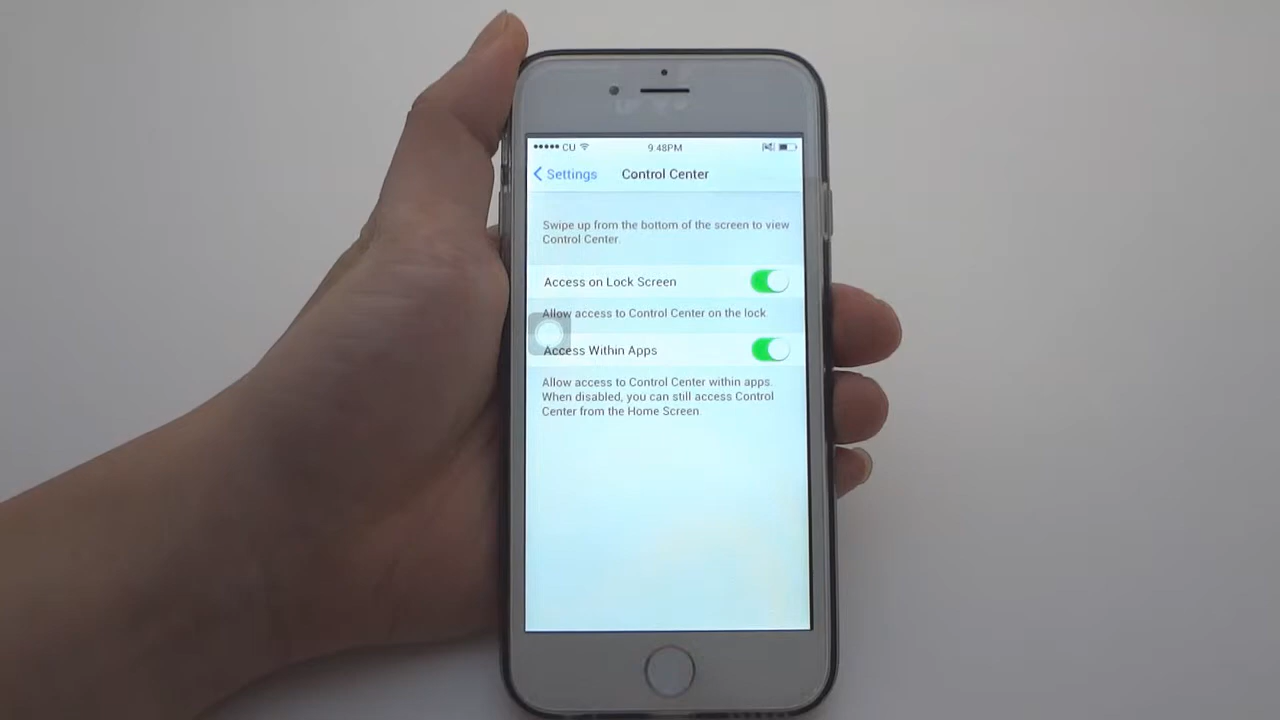 CU 9:48PM
Settings Control Center
Swipe up from the bottom of the screen to view
Control Center.
Access on Lock Screen
Allow access to Control Center on the lock.
Access Within Apps
Allow access to Control Center within apps.
When disabled, you can still access Control
Center from the Home Screen.